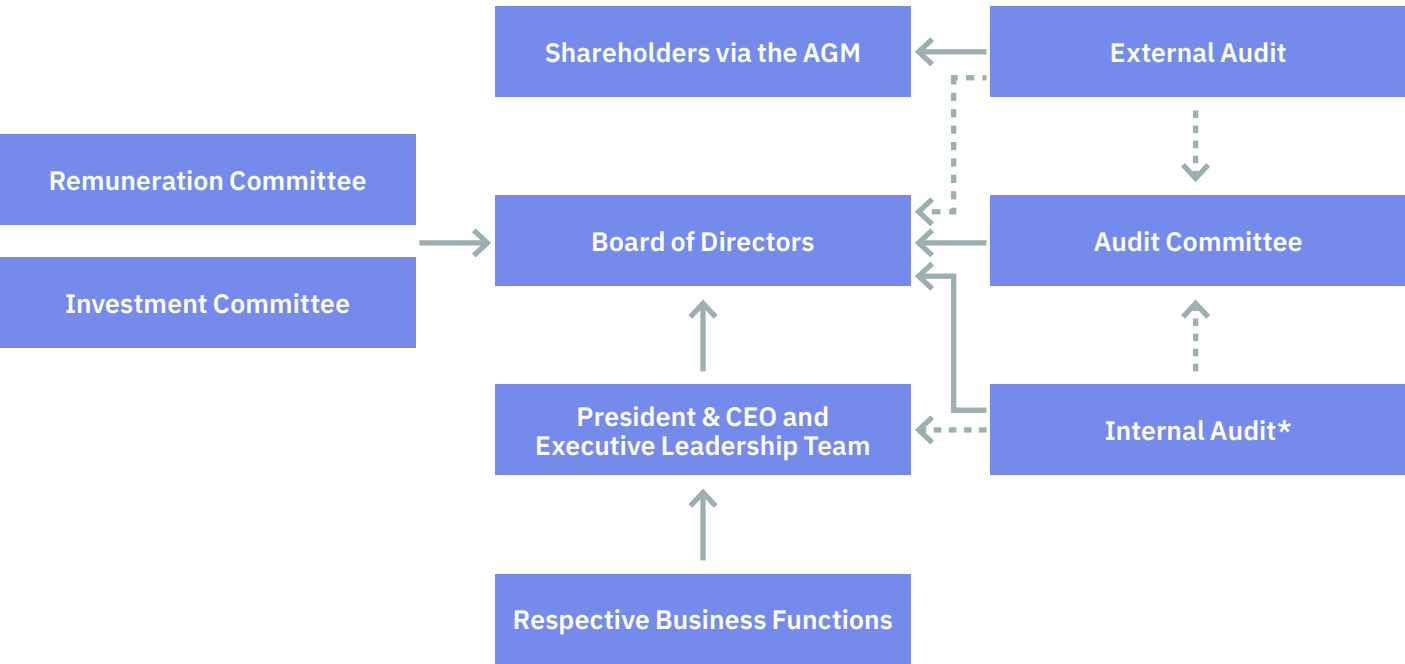 Shareholders via the AGM
External Audit
Remuneration Committee
Board of Directors
Audit Committee
Investment Committee
President & CEO and
Executive Leadership Team
Internal Audit*
Respective Business Functions